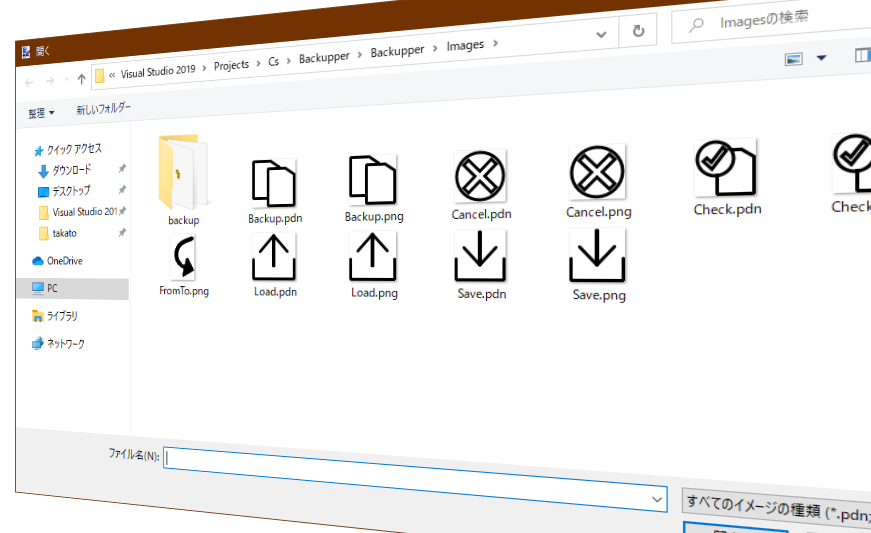 開く
« Visual Studio 2019 › Projects › Cs › Backupper › Backupper › Images ›
Imagesの検索
整理 新しいフォルダー
クイック アクセス
ダウンロード
デスクトップ
Visual Studio 201
takato
OneDrive
PC
ライブラリ
ネットワーク
backup
Backup.pdn
Backup.png
Cancel.pdn
Cancel.png
Check.pdn
Check
FromTo.png
Load.pdn
Load.png
Save.pdn
Save.png
ファイル名(N):
すべてのイメージの種類 (*.pdn;